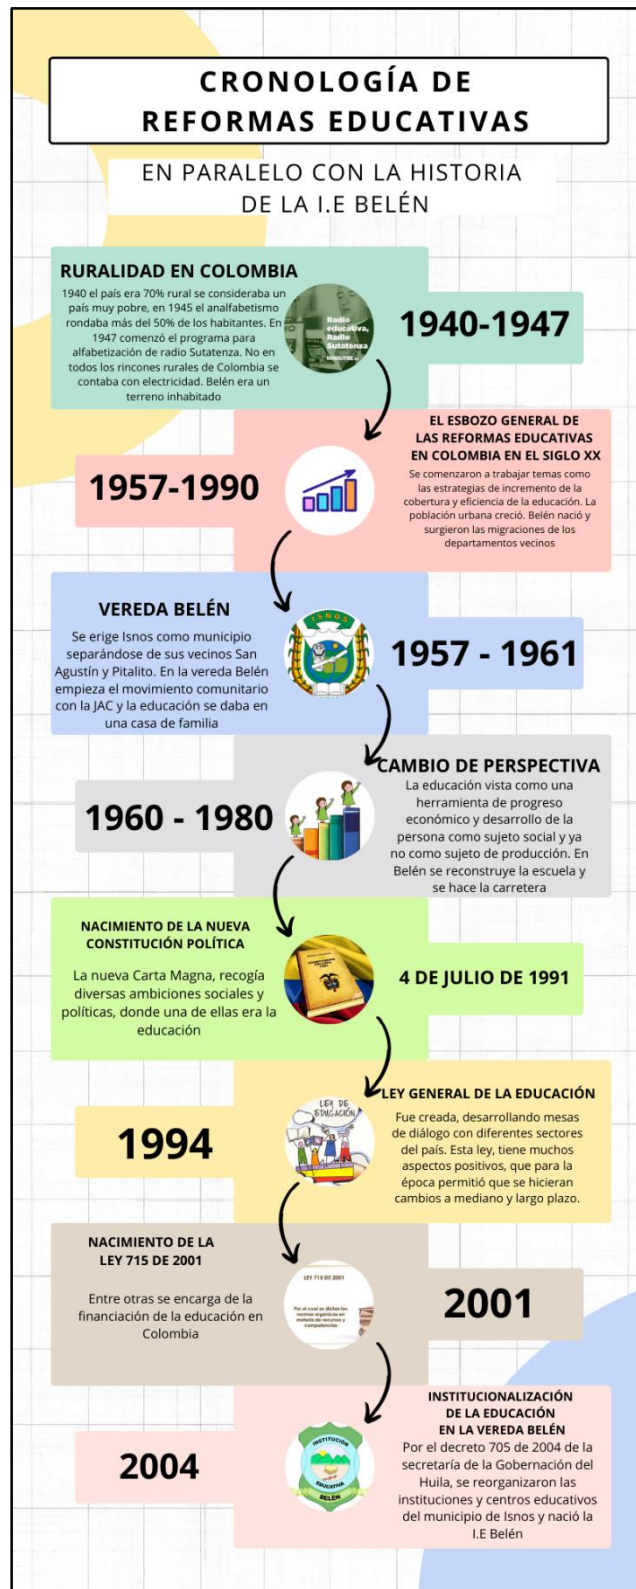 CRONOLOGÍA DE
REFORMAS EDUCATIVAS
EN PARALELO CON LA HISTORIA
DE LA I.E BELÉN
RURALIDAD EN COLOMBIA
1940 el país era 70% rural se consideraba un
país muy pobre, en 1945 el analfabetismo
rondaba más del 50% de los habitantes. En
1947 comenzó el programa para
alfabetización de radio Sutatenza. No en
todos los rincones rurales de Colombia se
contaba con electricidad. Belén era un
terreno inhabitado
Radio
educativa,
Radio
Sutatenza
1940-1947
EL ESBOZO GENERAL DE
LAS REFORMAS EDUCATIVAS
EN COLOMBIA EN EL SIGLO XX
Se comenzaron a trabajar temas como
las estrategias de incremento de la
cobertura y eficiencia de la educación. La
población urbana creció. Belén nació y
surgieron las migraciones de los
departamentos vecinos
1957-1990
VEREDA BELÉN
Se erige Isnos como municipio
separándose de sus vecinos San
Agustín y Pitalito. En la vereda Belén
empieza el movimiento comunitario
con la JAC y la educación se daba en
una casa de familia
ISNOS
1957 - 1961
CAMBIO DE PERSPECTIVA
La educación vista como una
herramienta de progreso
económico y desarrollo de la
persona como sujeto social y ya
no como sujeto de producción. En
Belén se reconstruye la escuela y
se hace la carretera
1960 - 1980
NACIMIENTO DE LA NUEVA
CONSTITUCIÓN POLÍTICA
La nueva Carta Magna, recogía
diversas ambiciones sociales y
políticas, donde una de ellas era la
educación
4 DE JULIO DE 1991
LEY GENERAL DE LA EDUCACIÓN
Fue creada, desarrollando mesas
de diálogo con diferentes sectores
del país. Esta ley, tiene muchos
aspectos positivos, que para la
época permitió que se hicieran
cambios a mediano y largo plazo.
LEY DE
EDUCACIÓN
1994
NACIMIENTO DE LA
LEY 715 DE 2001
Entre otras se encarga de la
financiación de la educación en
Colombia
LEY 715 DE 2001
Por el cual se dictan las
normas orgánicas en
materia de recursos y
competencias
2001
INSTITUCIONALIZACIÓN
DE LA EDUCACIÓN
EN LA VEREDA BELÉN
Por el decreto 705 de 2004 de la
secretaría de la Gobernación del
Huila, se reorganizaron las
instituciones y centros educativos
del municipio de Isnos y nació la
I.E Belén
INSTITUCIÓN
EDUCATIVA
BELÉN
2004